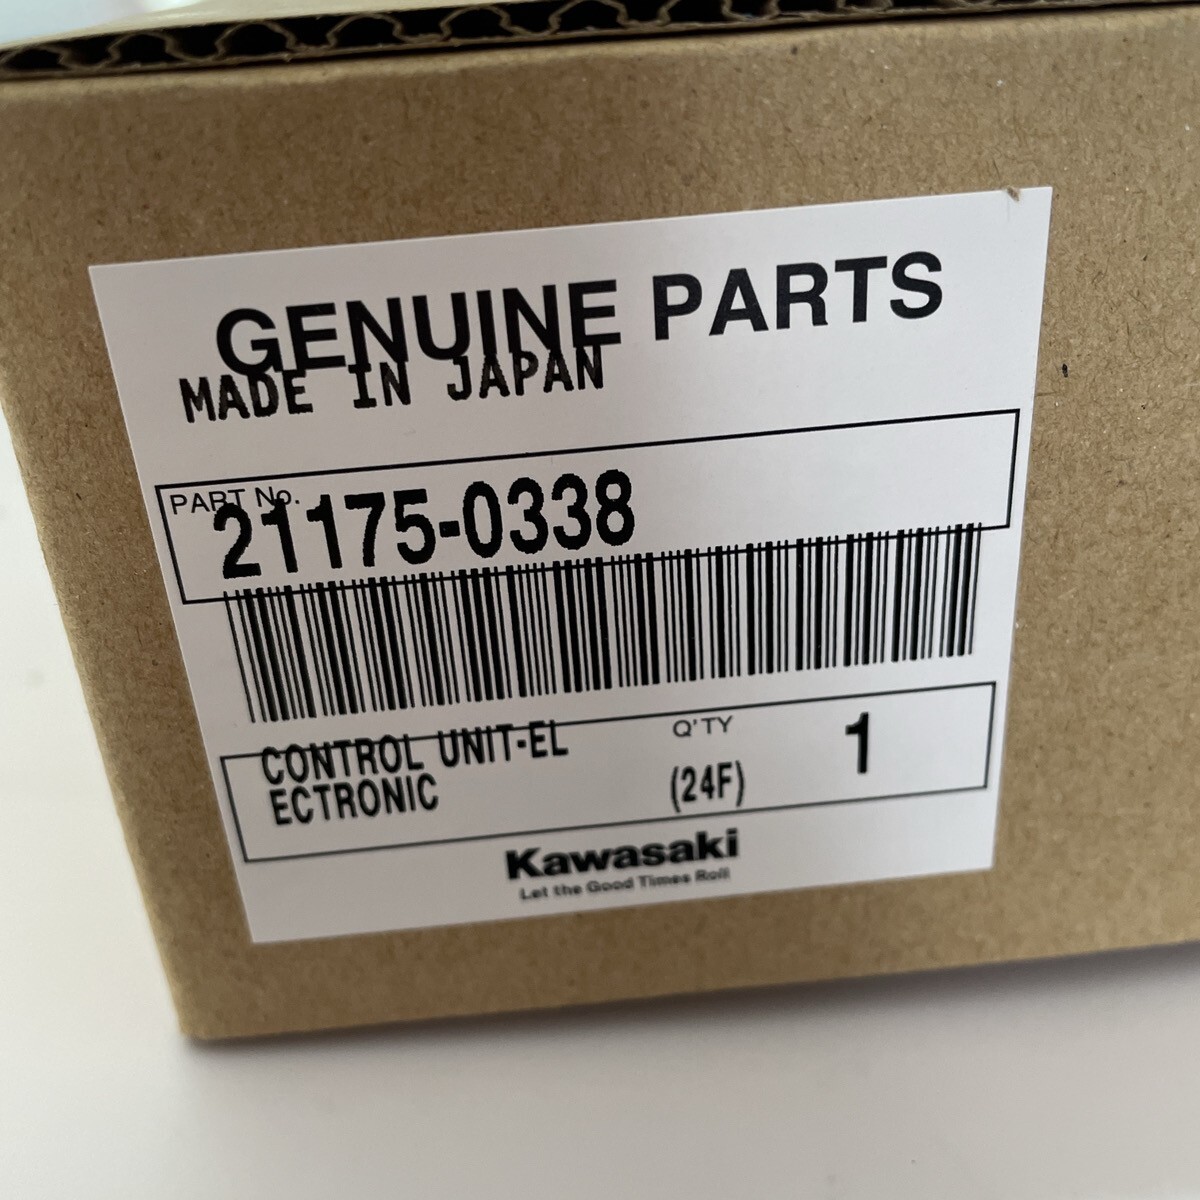 GENUINE PARTS
MADE IN JAPAN
PART No.
21175-0338
CONTROL UNIT-EL
ECTRONIC
Q'TY
(24F)
1
Kawasaki
Let the Good Times Roll